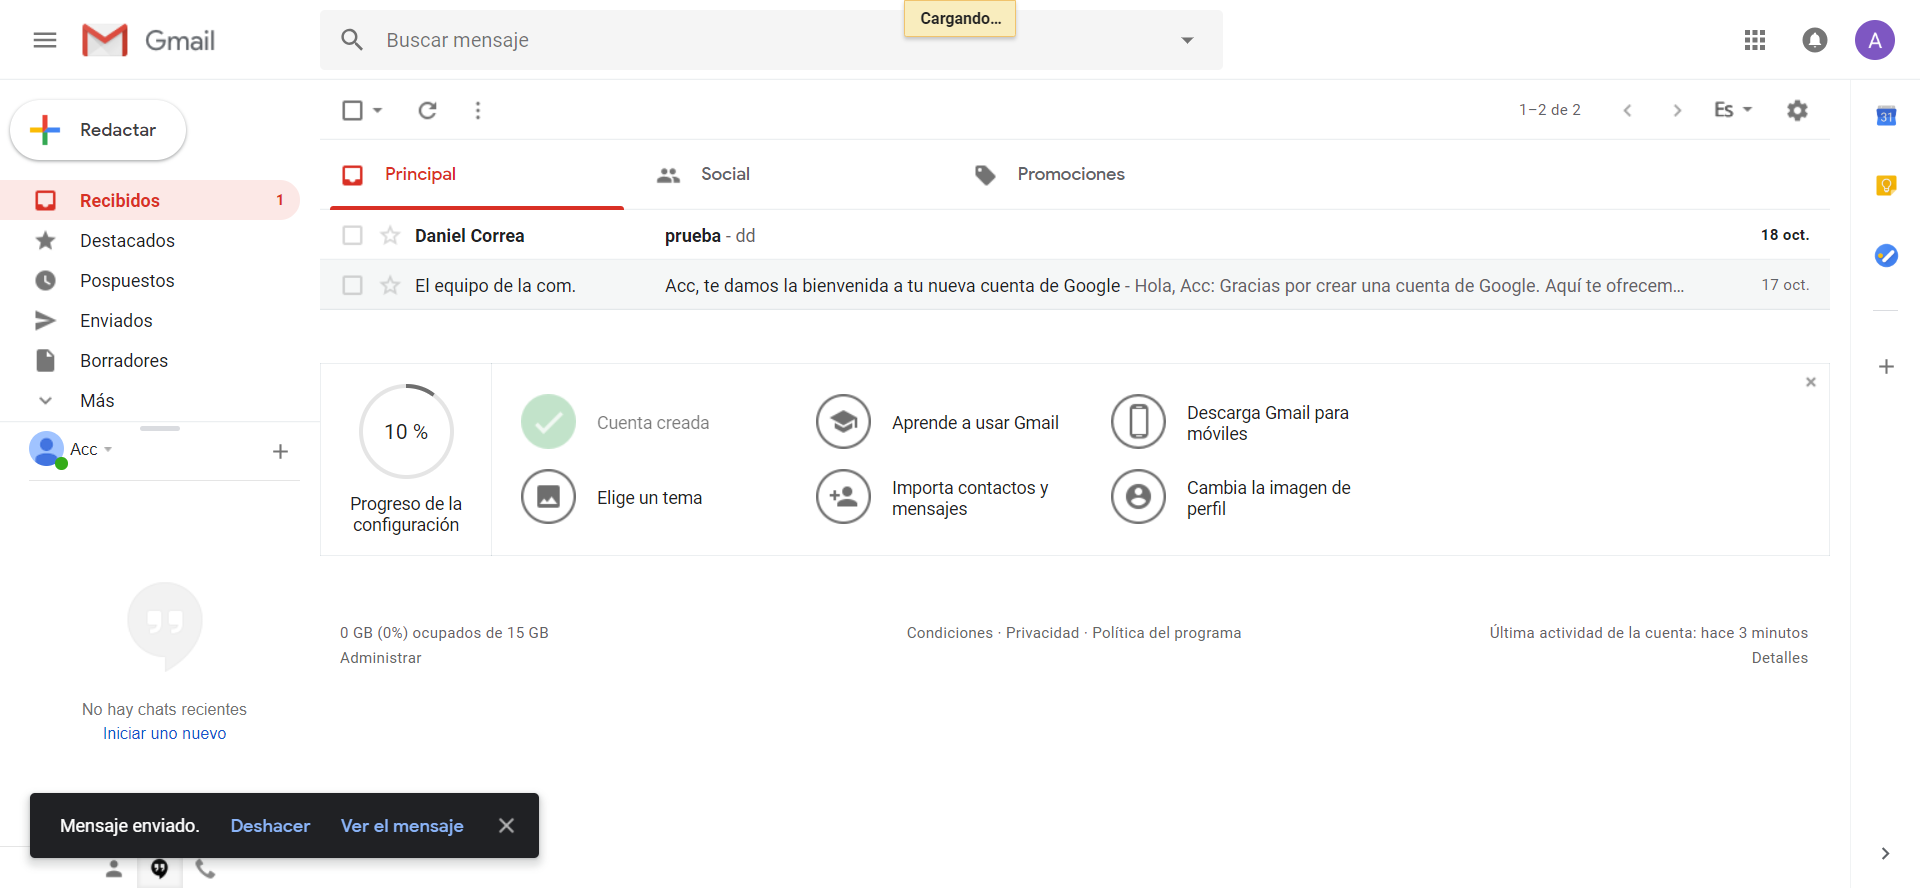 Gmail
Buscar mensaje
Cargando...
A
Redactar
1–2 de 2
Es
31
Principal
Social
Promociones
Recibidos 1
Destacados
Pospuestos
Enviados
Borradores
Más
Daniel Correa prueba - dd 18 oct.
El equipo de la com. Acc, te damos la bienvenida a tu nueva cuenta de Google - Hola, Acc: Gracias por crear una cuenta de Google. Aquí te ofrecem... 17 oct.
Acc
10 %
Progreso de la
configuración
Cuenta creada
Aprende a usar Gmail
Descarga Gmail para
móviles
Elige un tema
Importa contactos y
mensajes
Cambia la imagen de
perfil
0 GB (0%) ocupados de 15 GB
Administrar
Condiciones · Privacidad · Política del programa
Última actividad de la cuenta: hace 3 minutos
Detalles
No hay chats recientes
Iniciar uno nuevo
Mensaje enviado. Deshacer Ver el mensaje